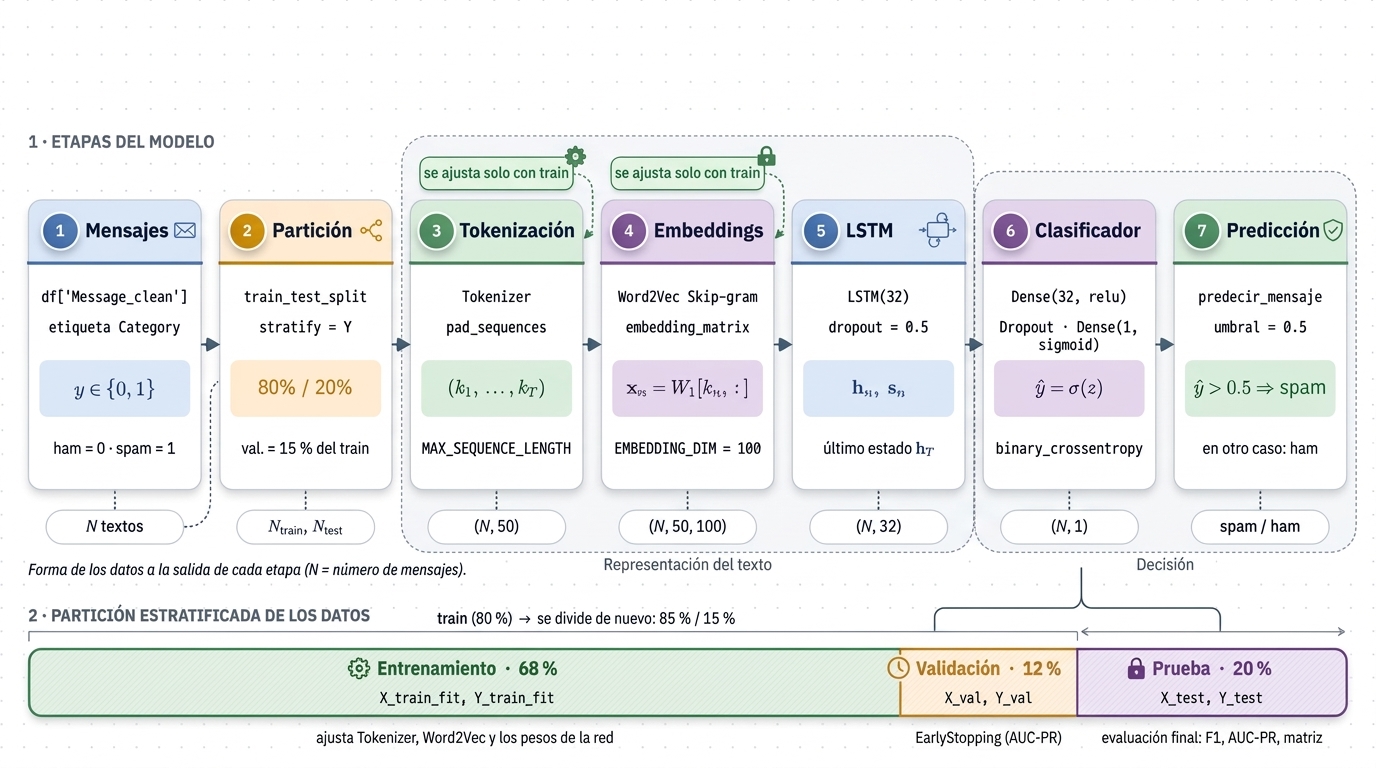 1 · ETAPAS DEL MODELO
se ajusta solo con train
se ajusta solo con train
1 Mensajes
df['Message_clean']
etiqueta Category
y ∈ {0, 1}
ham = 0 · spam = 1
N textos
2 Partición
train_test_split
stratify = Y
80% / 20%
val. = 15 % del train
N_train, N_test
3 Tokenización
Tokenizer
pad_sequences
(k_1, …, k_T)
MAX_SEQUENCE_LENGTH
(N, 50)
4 Embeddings
Word2Vec Skip-gram
embedding_matrix
= W_1[k , :]
EMBEDDING_DIM = 100
(N, 50, 100)
5 LSTM
LSTM(32)
dropout = 0.5
h, s
último estado h_T
(N, 32)
6 Clasificador
Dense(32, relu)
Dropout · Dense(1,
sigmoid)
ŷ = σ(z)
binary_crossentropy
(N, 1)
7 Predicción
predecir_mensaje
umbral = 0.5
ŷ > 0.5 ⇒ spam
en otro caso: ham
spam / ham
Representación del texto
Decisión
Forma de los datos a la salida de cada etapa (N = número de mensajes).
2 · PARTICIÓN ESTRATIFICADA DE LOS DATOS
train (80 %) → se divide de nuevo: 85 % / 15 %
Entrenamiento · 68 %
X_train_fit, Y_train_fit
Validación · 12 %
X_val, Y_val
Prueba · 20 %
X_test, Y_test
ajusta Tokenizer, Word2Vec y los pesos de la red
EarlyStopping (AUC-PR)
evaluación final: F1, AUC-PR, matriz